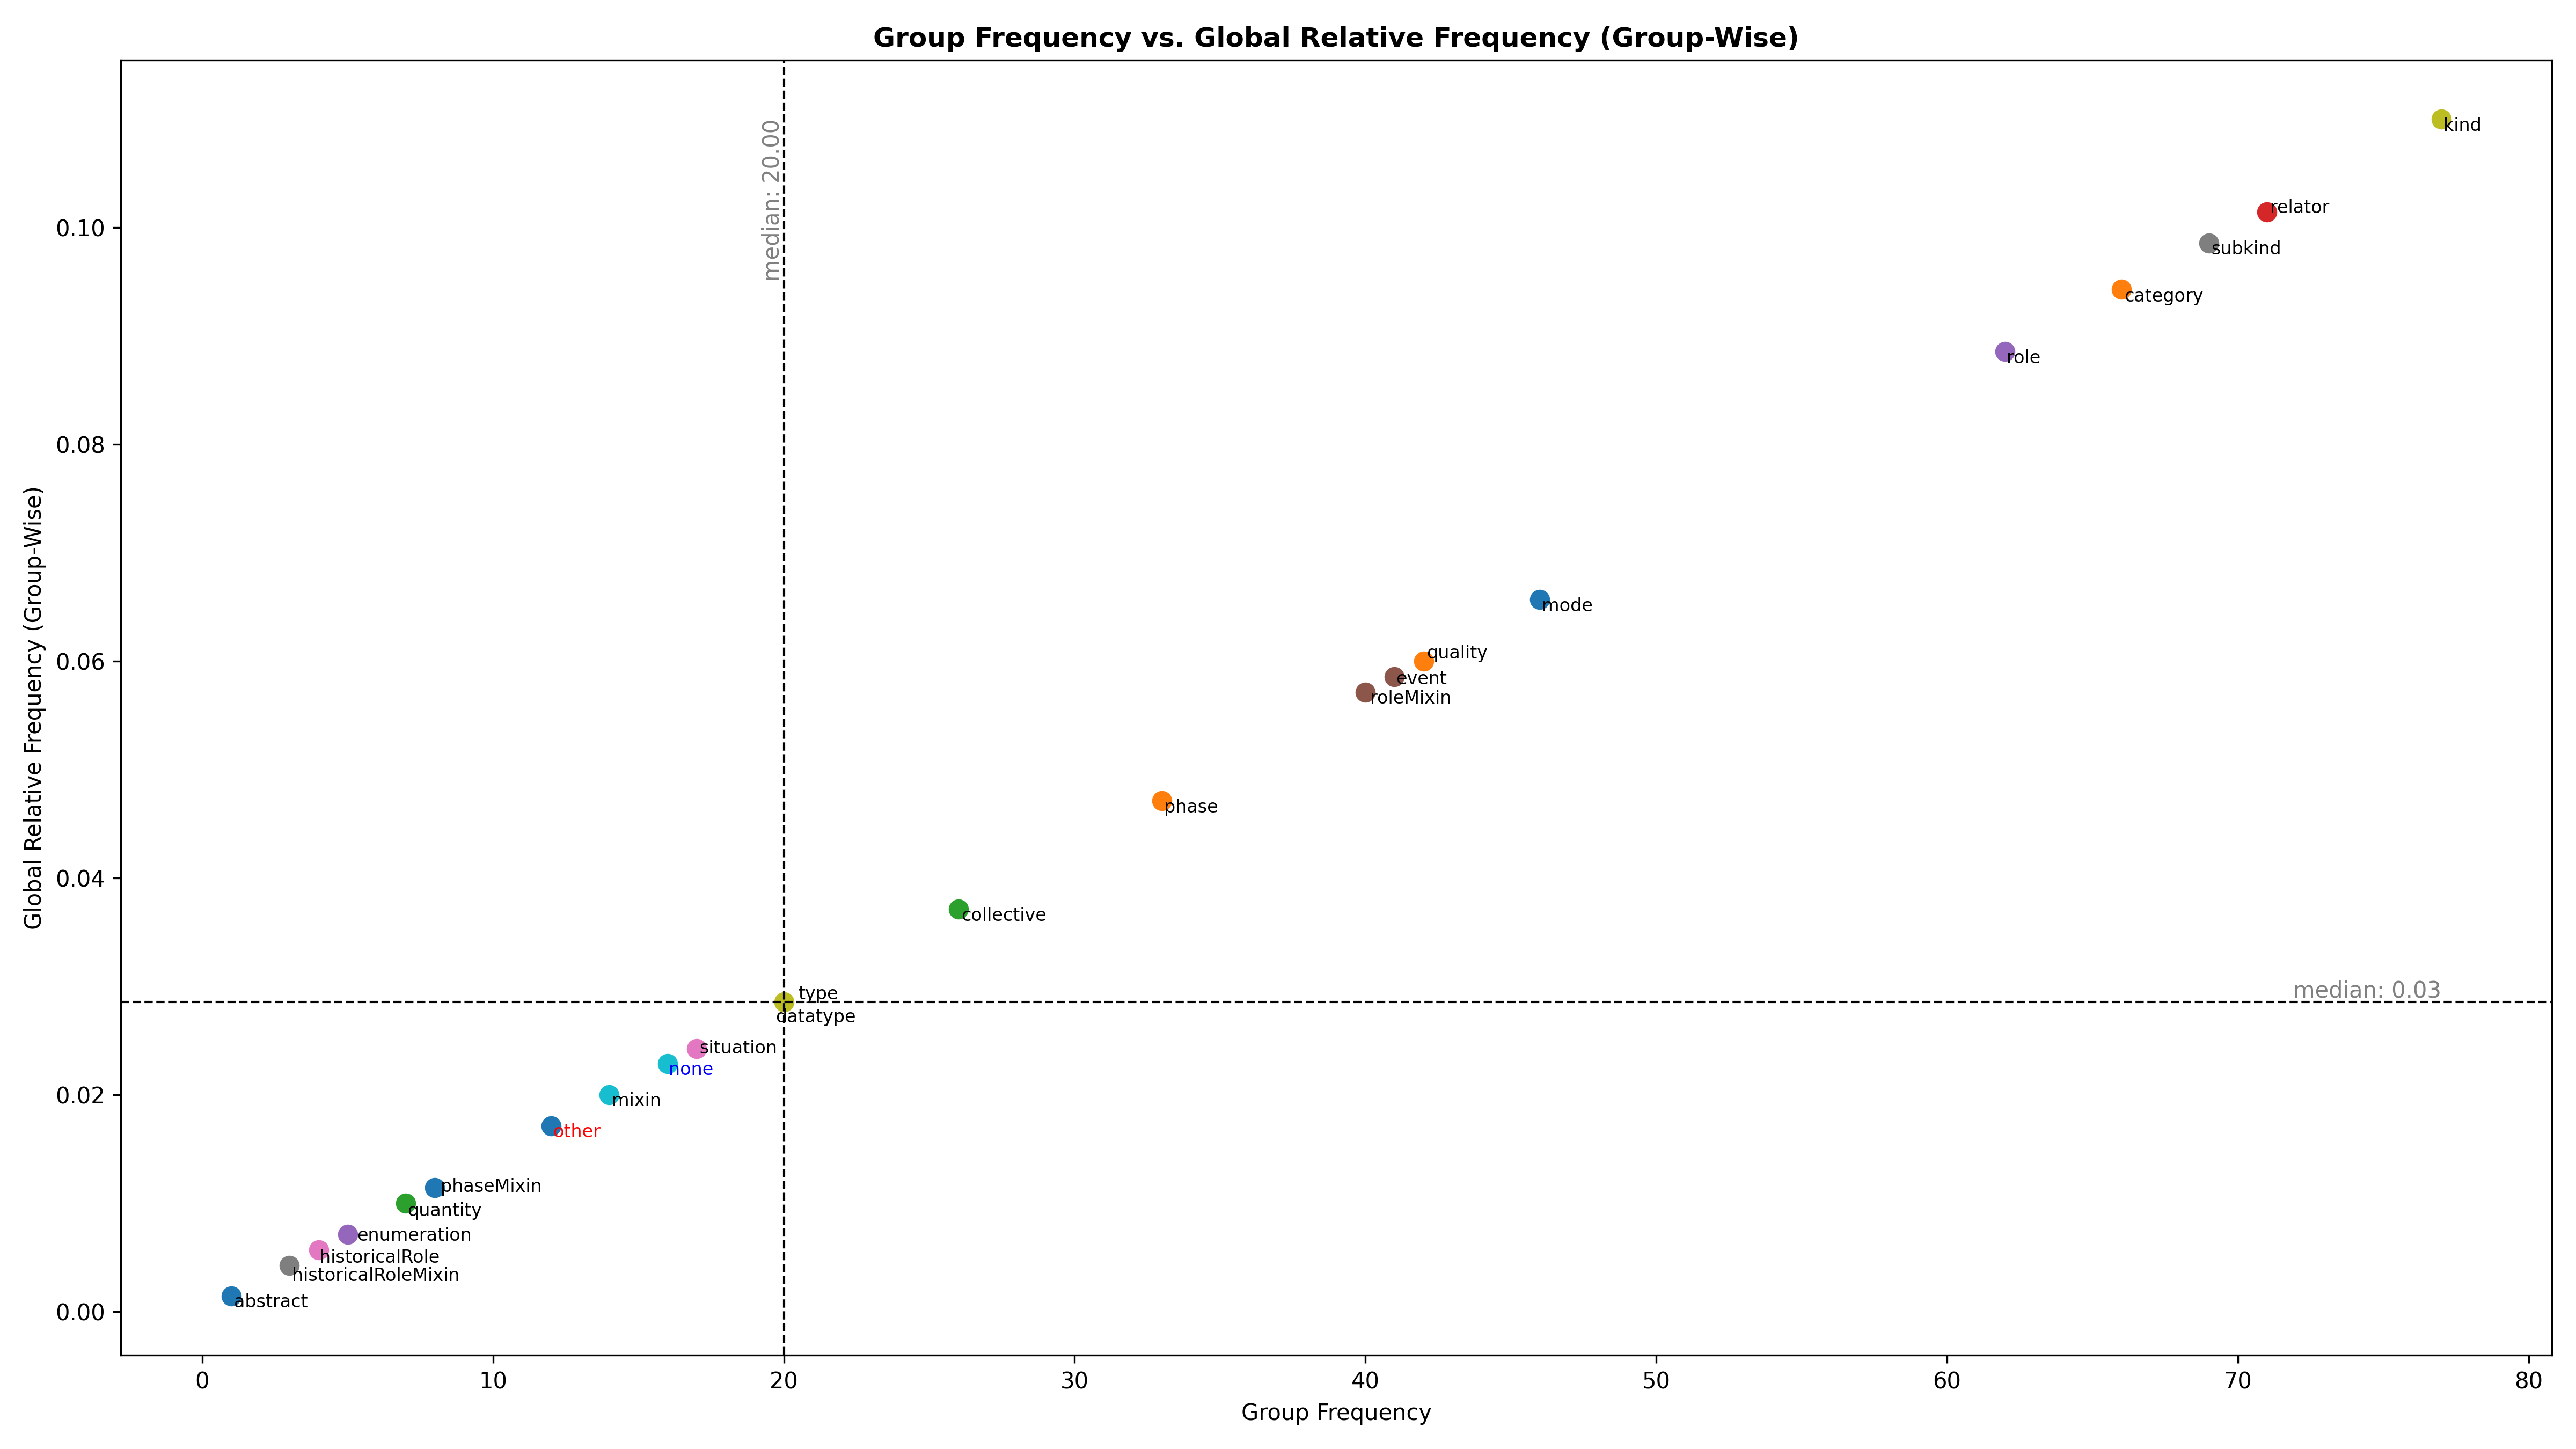 Group Frequency vs. Global Relative Frequency (Group-Wise)
Global Relative Frequency (Group-Wise)
0.10
0.08
0.06
0.04
0.02
0.00
median: 20.00
kind
relator
subkind
category
role
mode
quality
event
roleMixin
phase
collective
median: 0.03
type
datatype
situation
none
mixin
other
phaseMixin
quantity
enumeration
historicalRole
historicalRoleMixin
abstract
0 10 20 30 40 50 60 70 80
Group Frequency